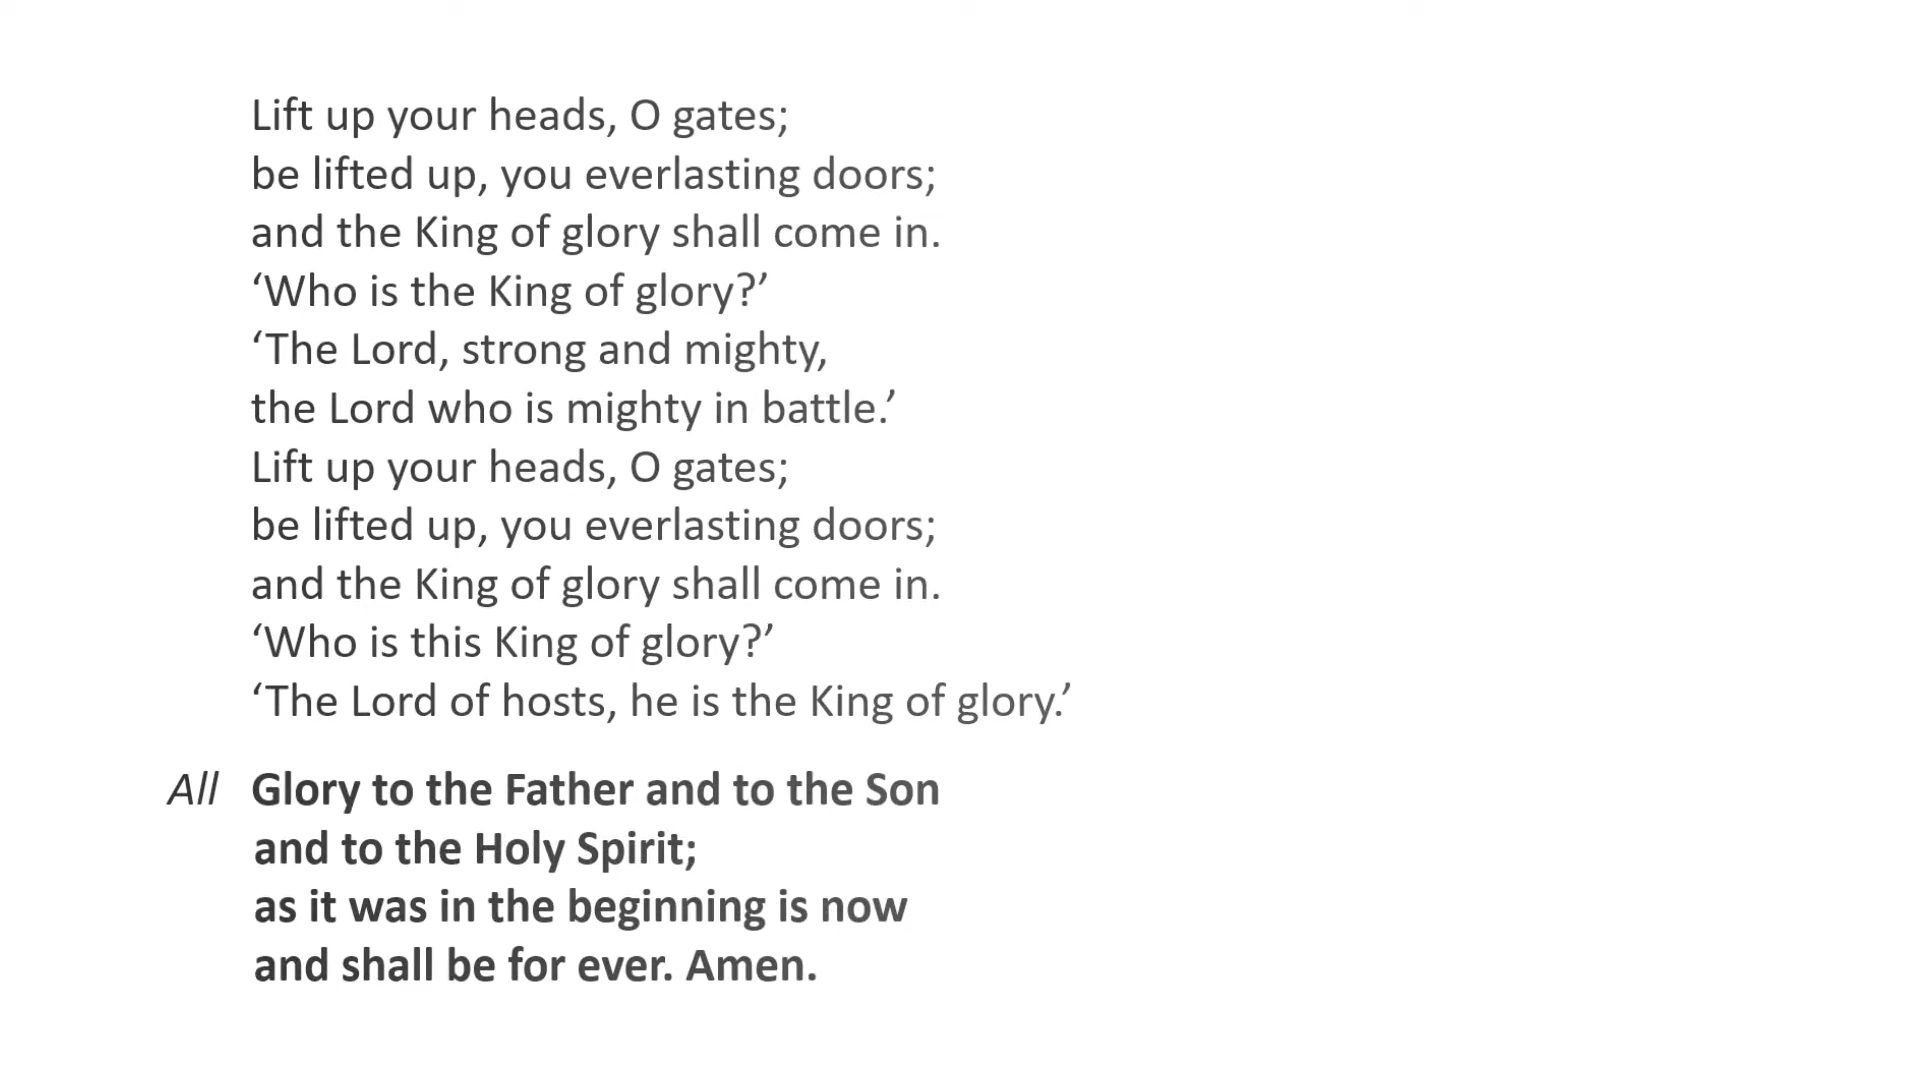 Lift up your heads, O gates;
be lifted up, you everlasting doors;
and the King of glory shall come in.
‘Who is the King of glory?’
‘The Lord, strong and mighty,
the Lord who is mighty in battle.’
Lift up your heads, O gates;
be lifted up, you everlasting doors;
and the King of glory shall come in.
‘Who is this King of glory?’
‘The Lord of hosts, he is the King of glory.’
All Glory to the Father and to the Son
and to the Holy Spirit;
as it was in the beginning is now
and shall be for ever. Amen.